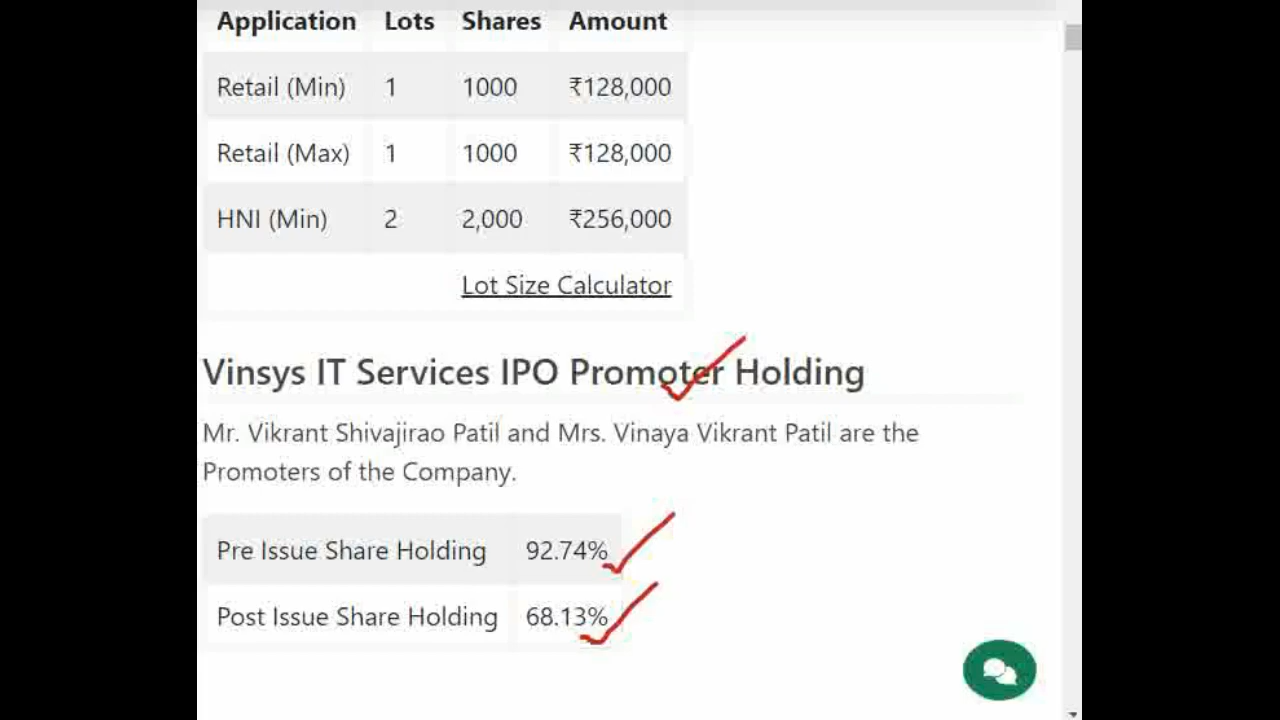 Application Lots Shares Amount
Retail (Min) 1 1000 ₹128,000
Retail (Max) 1 1000 ₹128,000
HNI (Min) 2 2,000 ₹256,000
Lot Size Calculator
Vinsys IT Services IPO Promoter Holding
Mr. Vikrant Shivajirao Patil and Mrs. Vinaya Vikrant Patil are the
Promoters of the Company.
Pre Issue Share Holding 92.74%
Post Issue Share Holding 68.13%